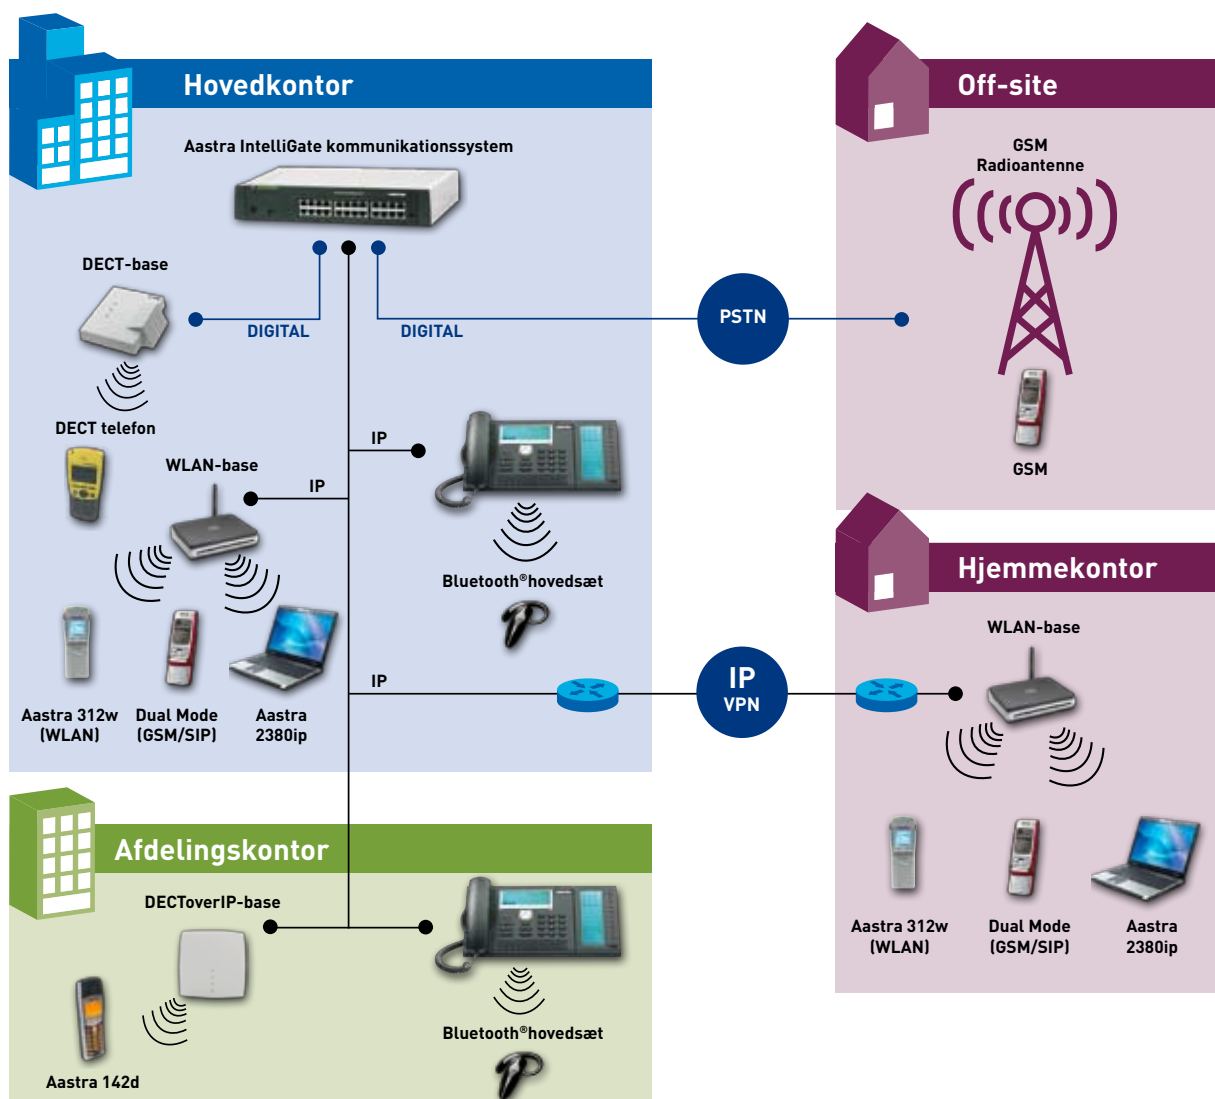 Hovedkontor
Aastra IntelliGate kommunikationssystem
DECT-base
DIGITAL
DIGITAL
PSTN
DECT telefon
IP
WLAN-base
IP
Bluetooth®hovedsæt
IP
Aastra 312w
(WLAN)
Dual Mode
(GSM/SIP)
Aastra
2380ip
IP
VPN
Off-site
GSM
Radioantenne
GSM
Hjemmekontor
WLAN-base
Aastra 312w
(WLAN)
Dual Mode
(GSM/SIP)
Aastra
2380ip
Afdelingskontor
DECToverIP-base
Bluetooth®hovedsæt
Aastra 142d